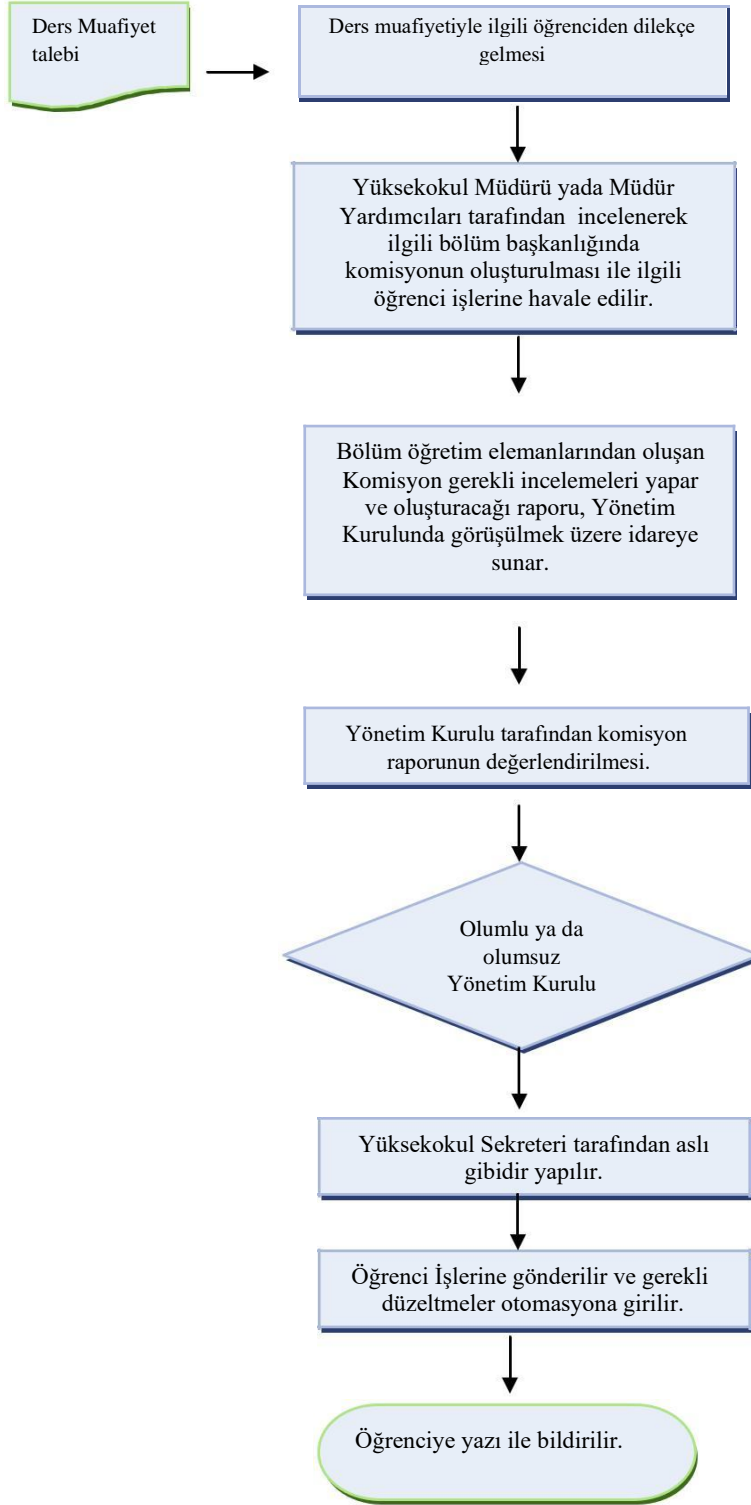 Ders Muafiyet
talebi
Ders muafiyetiyle ilgili öğrenciden dilekçe
gelmesi
Yüksekokul Müdürü yada Müdür
Yardımcıları tarafından incelenerek
ilgili bölüm başkanlığında
komisyonun oluşturulması ile ilgili
öğrenci işlerine havale edilir.
Bölüm öğretim elemanlarından oluşan
Komisyon gerekli incelemeleri yapar
ve oluşturacağı raporu, Yönetim
Kurulunda görüşülmek üzere idareye
sunar.
Yönetim Kurulu tarafından komisyon
raporunun değerlendirilmesi.
Olumlu ya da
olumsuz
Yönetim Kurulu
Yüksekokul Sekreteri tarafından aslı
gibidir yapılır.
Öğrenci İşlerine gönderilir ve gerekli
düzeltmeler otomasyona girilir.
Öğrenciye yazı ile bildirilir.